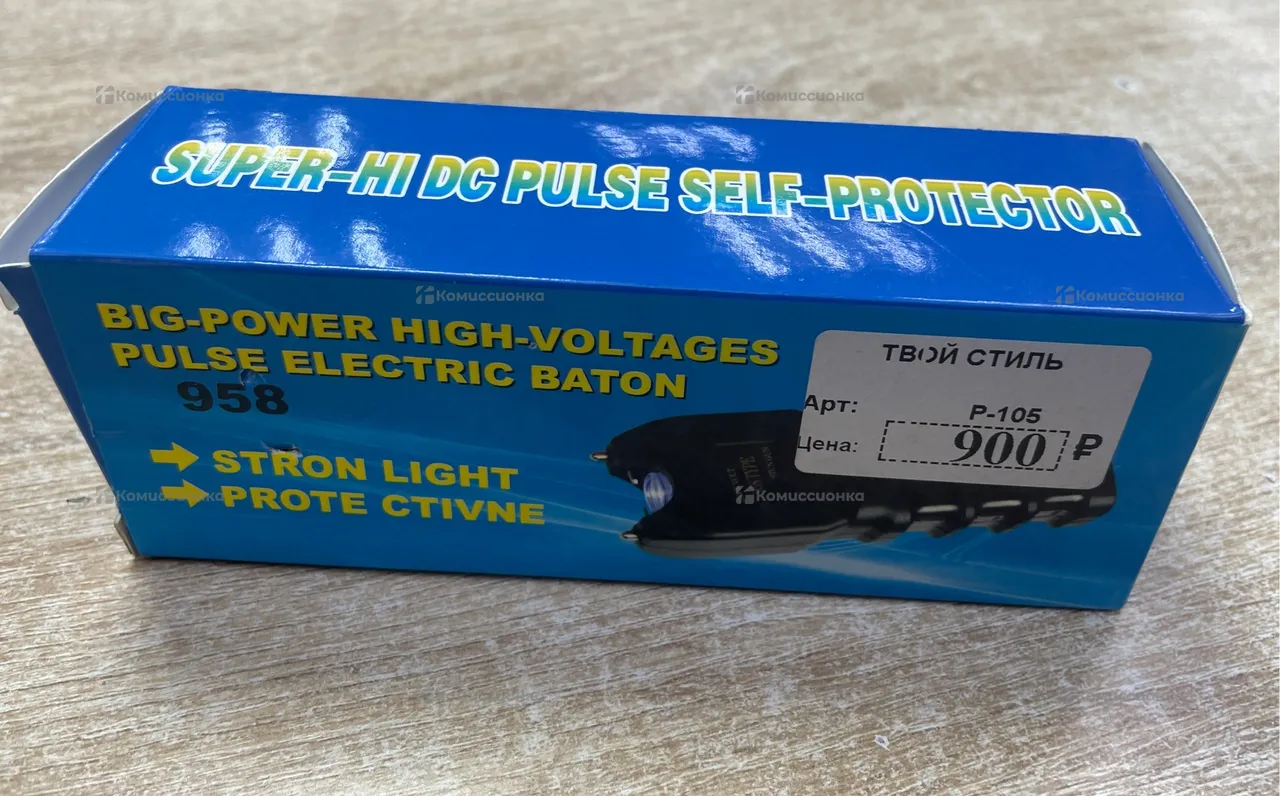 SUPER-HI DC PULSE SELF-PROTECTOR
BIG-POWER HIGH-VOLTAGES
PULSE ELECTRIC BATON
958
STRON LIGHT
PROTE CTIVNE
ТВОЙ СТИЛЬ
Арт: Р-105
Цена: 900 ₽
Комиссионка
Комиссионка
Комиссионка
Комиссионка
Комиссионка
Комиссионка